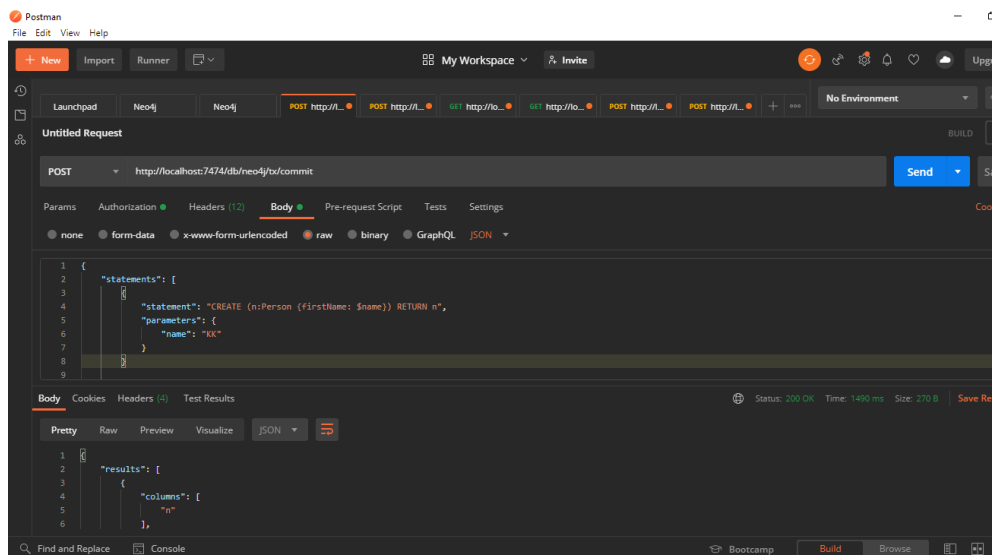 Postman
File Edit View Help
+ New Import Runner My Workspace Invite
Launchpad Neo4j Neo4j POST http://l... POST http://l... GET http://lo... GET http://lo... POST http://l... POST http://l... + ooo No Environment
Untitled Request BUILD
POST http://localhost:7474/db/neo4j/tx/commit Send
Params Authorization Headers (12) Body Pre-request Script Tests Settings
none form-data x-www-form-urlencoded raw binary GraphQL JSON
1 {
2 "statements": [
3 {
4 "statement": "CREATE (n:Person {firstName: $name}) RETURN n",
5 "parameters": {
6 "name": "KK"
7 }
8 }
9
Body Cookies Headers (4) Test Results Status: 200 OK Time: 1490 ms Size: 270 B Save Re
Pretty Raw Preview Visualize JSON
1 {
2 "results": [
3 {
4 "columns": [
5 "n"
6 ],
Find and Replace Console Bootcamp Build Browse